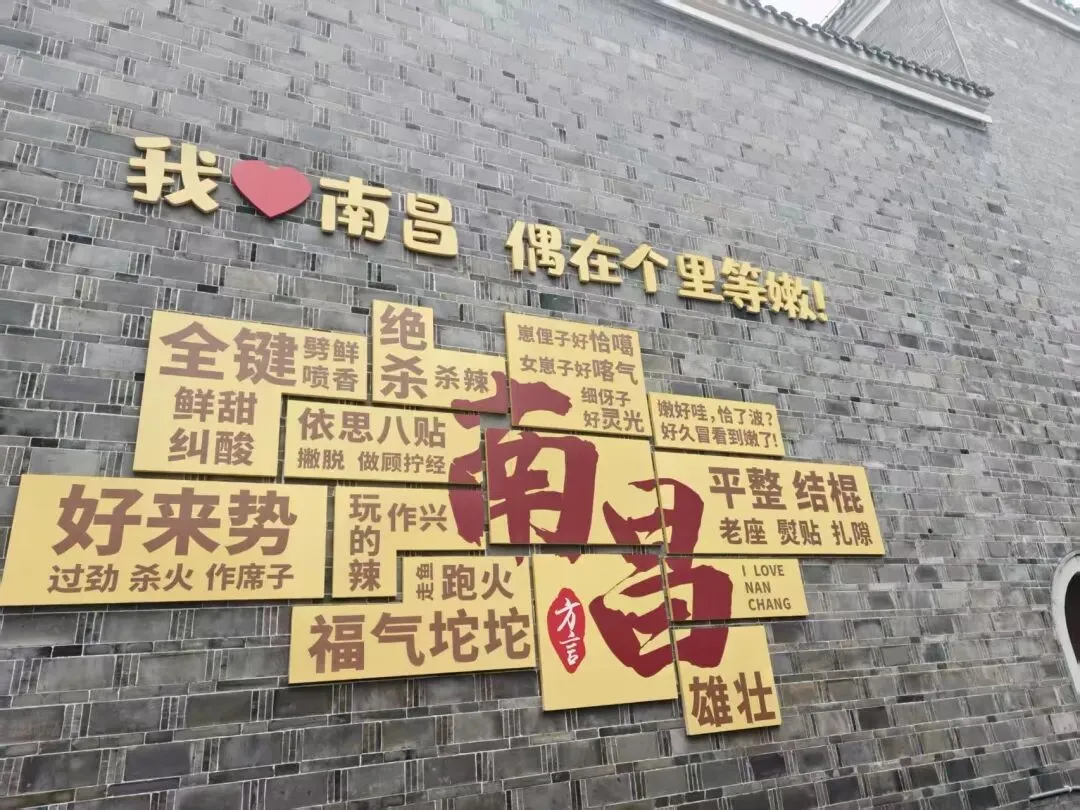 我❤南昌 偶在个里等嫩!
全键
劈鲜
喷香
鲜甜
纠酸
绝杀
杀辣
崽俚子好恰噶
女崽子好喀气
细伢子
好灵光
依思八贴
撇脱 做顾拧经
嫩好哇，恰了波？
好久冒看到嫩了!
好来势
过劲 杀火 作席子
玩的辣
作兴
南昌
方言
平整 结棍
老座 熨贴 扎隙
走鱼
跑火
福气坨坨
I LOVE
NAN
CHANG
雄壮